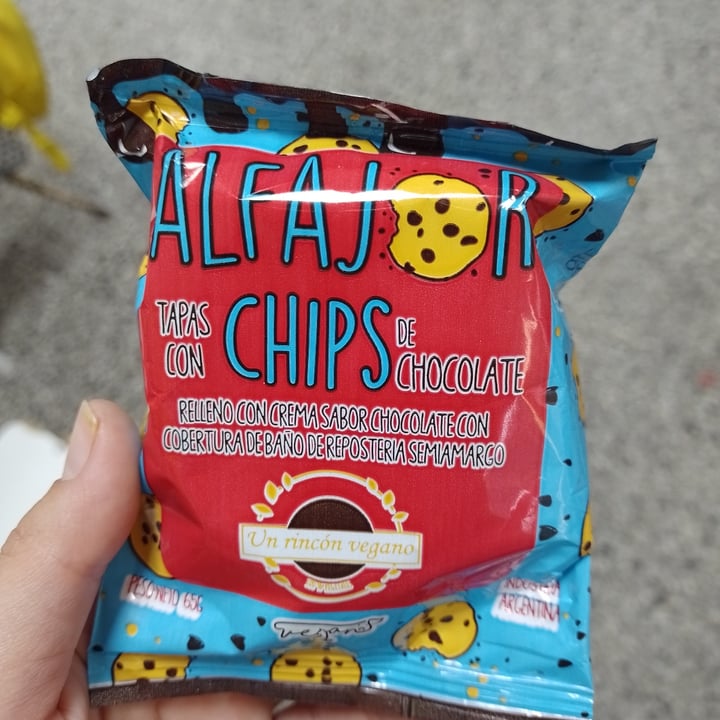 ALFAJOR
TAPAS CON CHIPS DE CHOCOLATE
RELLENO CON CREMA SABOR CHOCOLATE CON
COBERTURA DE BAÑO DE REPOSTERIA SEMIAMARGO
Un rincón vegano
PESO NETO 65G
INDUSTRIA
ARGENTINA
vegano